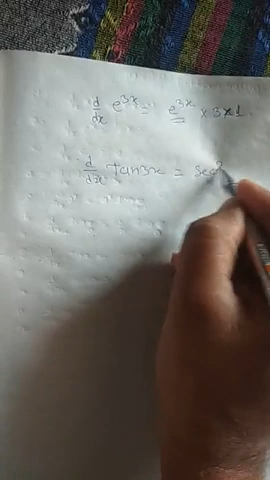 d/dx e^3x = e^3x × 3 × 1
d/dx tan3x = sec²